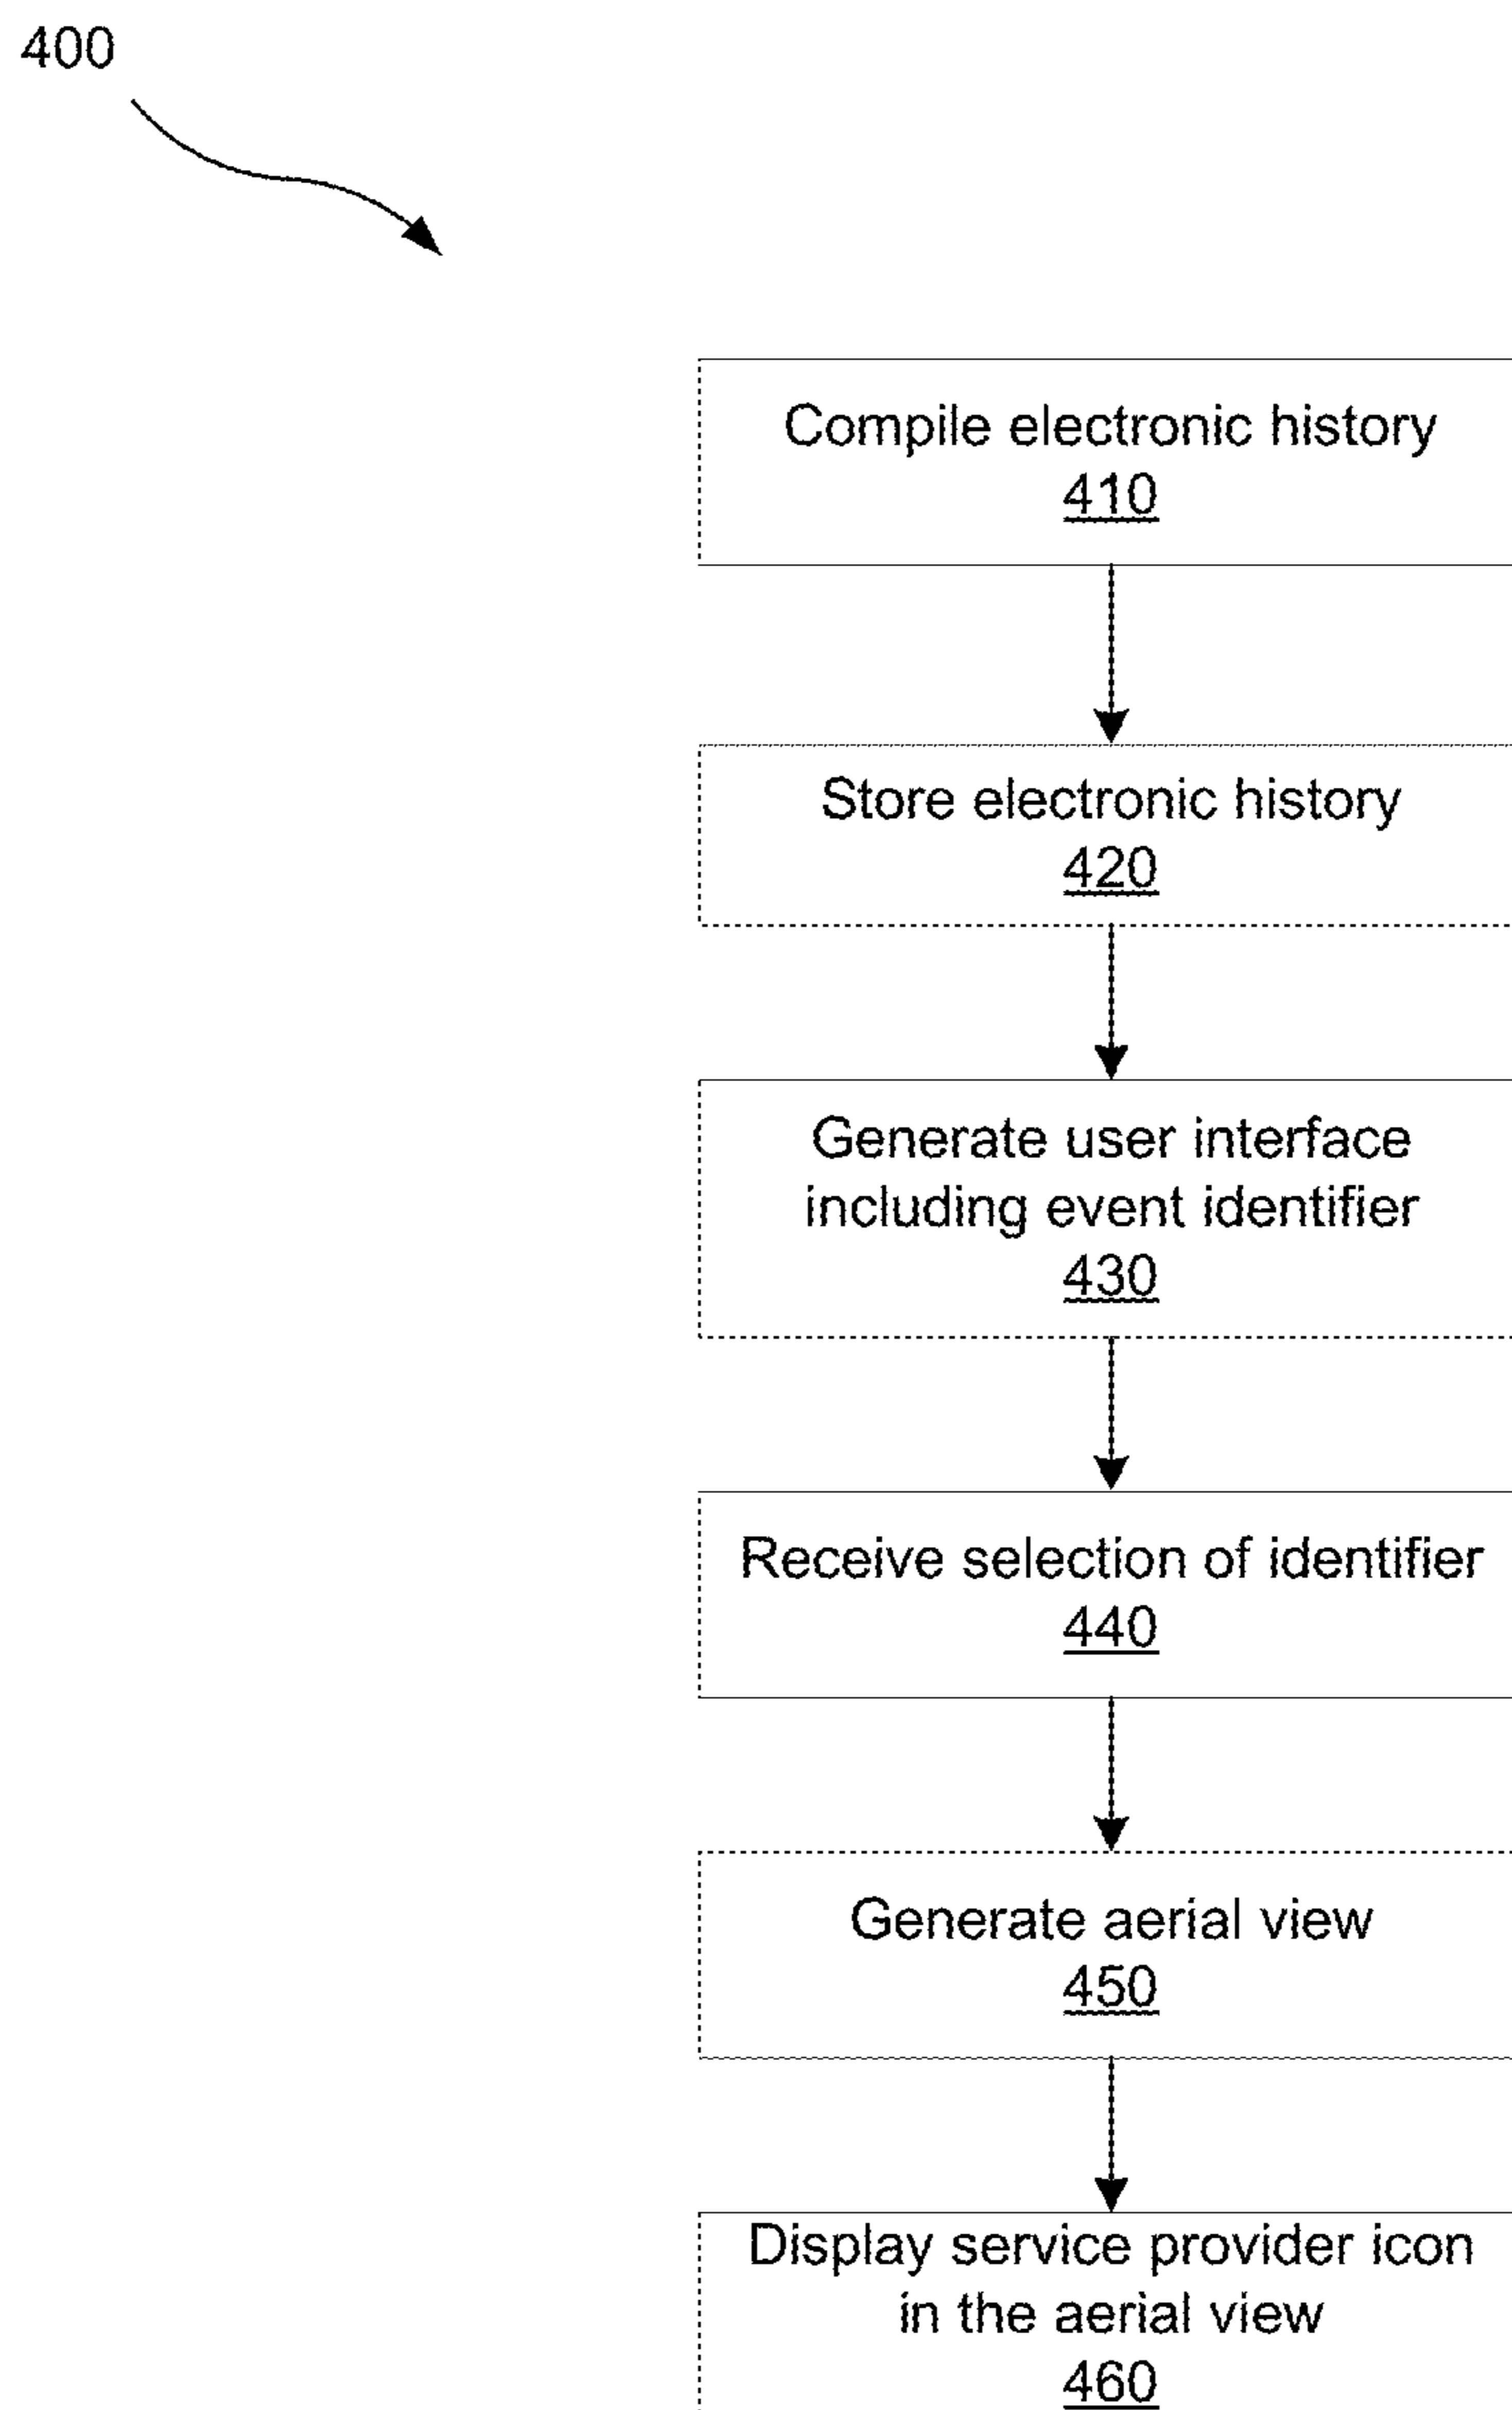 400
Compile electronic history
410
Store electronic history
420
Generate user interface
including event identifier
430
Receive selection of identifier
440
Generate aerial view
450
Display service provider icon
in the aerial view
460